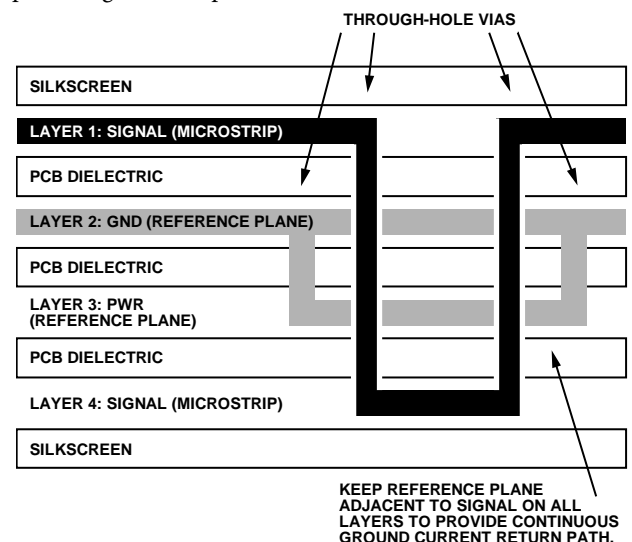 THROUGH-HOLE VIAS
SILKSCREEN
LAYER 1: SIGNAL (MICROSTRIP)
PCB DIELECTRIC
LAYER 2: GND (REFERENCE PLANE)
PCB DIELECTRIC
LAYER 3: PWR
(REFERENCE PLANE)
PCB DIELECTRIC
LAYER 4: SIGNAL (MICROSTRIP)
SILKSCREEN
KEEP REFERENCE PLANE
ADJACENT TO SIGNAL ON ALL
LAYERS TO PROVIDE CONTINUOUS
GROUND CURRENT RETURN PATH.